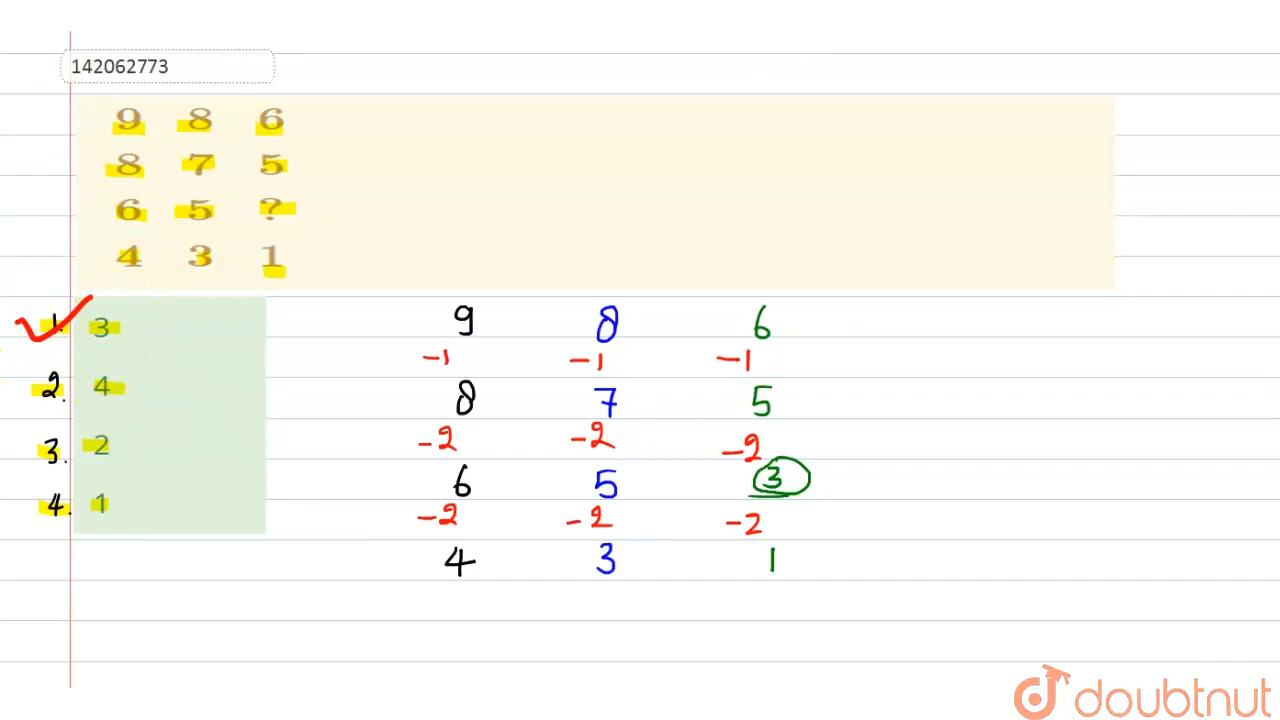 142062773
9 8 6
8 7 5
6 5 ?
4 3 1
1. 3
2. 4
3. 2
4. 1
9 8 6
-1 -1 -1
8 7 5
-2 -2 -2
6 5 3
-2 -2 -2
4 3 1
doubtnut